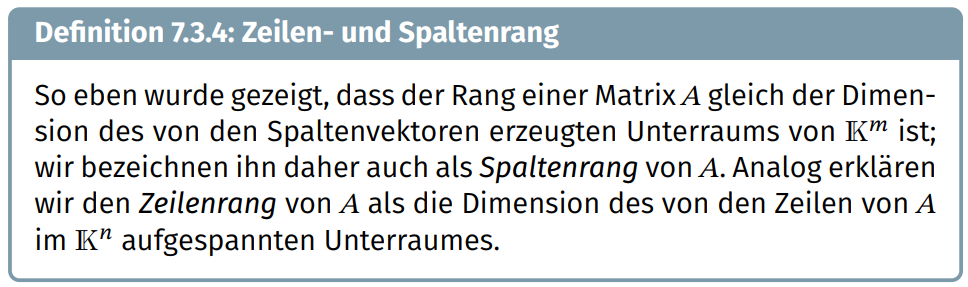 Definition 7.3.4: Zeilen- und Spaltenrang
So eben wurde gezeigt, dass der Rang einer Matrix A gleich der Dimen-
sion des von den Spaltenvektoren erzeugten Unterraums von 𝕂ᵐ ist;
wir bezeichnen ihn daher auch als Spaltenrang von A. Analog erklären
wir den Zeilenrang von A als die Dimension des von den Zeilen von A
im 𝕂ⁿ aufgespannten Unterraumes.